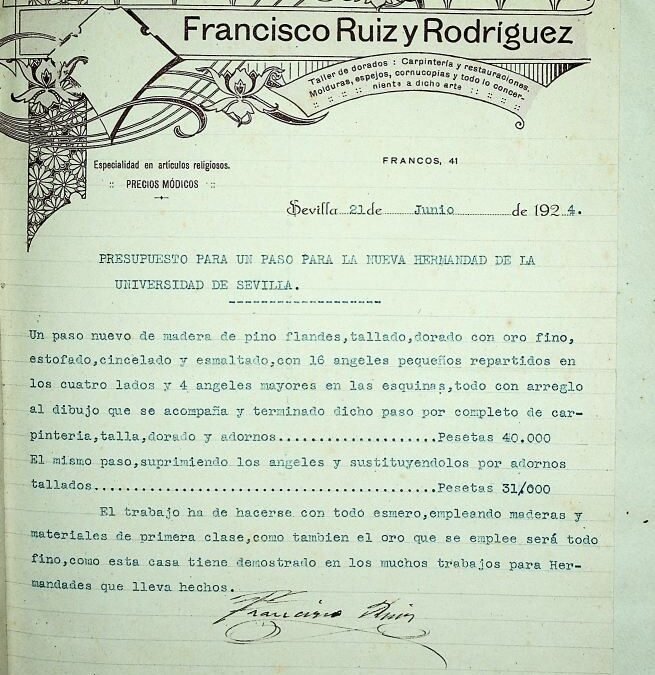 Francisco Ruiz y Rodríguez
Taller de dorados : Carpintería y restauraciones.
Molduras, espejos, cornucopias y todo lo concer-
:: :: :: :: niente a dicho arte :: :: :: ::
Especialidad en artículos religiosos.
:: PRECIOS MÓDICOS ::
FRANCOS, 41
Sevilla 21 de Junio de 1924.
PRESUPUESTO PARA UN PASO PARA LA NUEVA HERMANDAD DE LA
UNIVERSIDAD DE SEVILLA.
-------------------
Un paso nuevo de madera de pino flandes,tallado,dorado con oro fino,
estofado,cincelado y esmaltado,con 16 angeles pequeños repartidos en
los cuatro lados y 4 angeles mayores en las esquinas,todo con arreglo
al dibujo que se acompaña y terminado dicho paso por completo de car-
pinteria,talla,dorado y adornos...................Pesetas 40.000
El mismo paso,suprimiendo los angeles y sustituyendolos por adornos
tallados..........................................Pesetas 31/000
El trabajo ha de hacerse con todo esmero,empleando maderas y
materiales de primera clase,como tambien el oro que se emplee será todo
fino,como esta casa tiene demostrado en los muchos trabajos para Her-
mandades que lleva hechos.
Francisco Ruiz